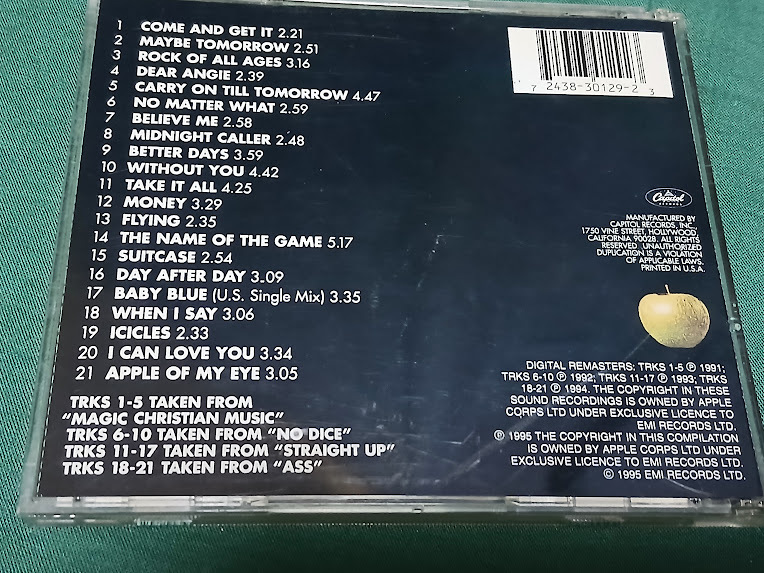 1 COME AND GET IT 2.21
2 MAYBE TOMORROW 2.51
3 ROCK OF ALL AGES 3.16
4 DEAR ANGIE 2.39
5 CARRY ON TILL TOMORROW 4.47
6 NO MATTER WHAT 2.59
7 BELIEVE ME 2.58
8 MIDNIGHT CALLER 2.48
9 BETTER DAYS 3.59
10 WITHOUT YOU 4.42
11 TAKE IT ALL 4.25
12 MONEY 3.29
13 FLYING 2.35
14 THE NAME OF THE GAME 5.17
15 SUITCASE 2.54
16 DAY AFTER DAY 3.09
17 BABY BLUE (U.S. Single Mix) 3.35
18 WHEN I SAY 3.06
19 ICICLES 2.33
20 I CAN LOVE YOU 3.34
21 APPLE OF MY EYE 3.05
TRKS 1-5 TAKEN FROM
“MAGIC CHRISTIAN MUSIC”
TRKS 6-10 TAKEN FROM “NO DICE”
TRKS 11-17 TAKEN FROM “STRAIGHT UP”
TRKS 18-21 TAKEN FROM “ASS”
7 24383-30129-2 3
Capitol
RECORDS
MANUFACTURED BY
CAPITOL RECORDS, INC.,
1750 VINE STREET, HOLLYWOOD,
CALIFORNIA 90028. ALL RIGHTS
RESERVED. UNAUTHORIZED
DUPLICATION IS A VIOLATION
OF APPLICABLE LAWS.
PRINTED IN U.S.A.
DIGITAL REMASTERS: TRKS 1-5 ℗ 1991;
TRKS 6-10 ℗ 1992; TRKS 11-17 ℗ 1993; TRKS
18-21 ℗ 1994. THE COPYRIGHT IN THESE
SOUND RECORDINGS IS OWNED BY APPLE
CORPS LTD UNDER EXCLUSIVE LICENCE TO
EMI RECORDS LTD.
℗ 1995 THE COPYRIGHT IN THIS COMPILATION
IS OWNED BY APPLE CORPS LTD UNDER
EXCLUSIVE LICENCE TO EMI RECORDS LTD.
© 1995 EMI RECORDS LTD.